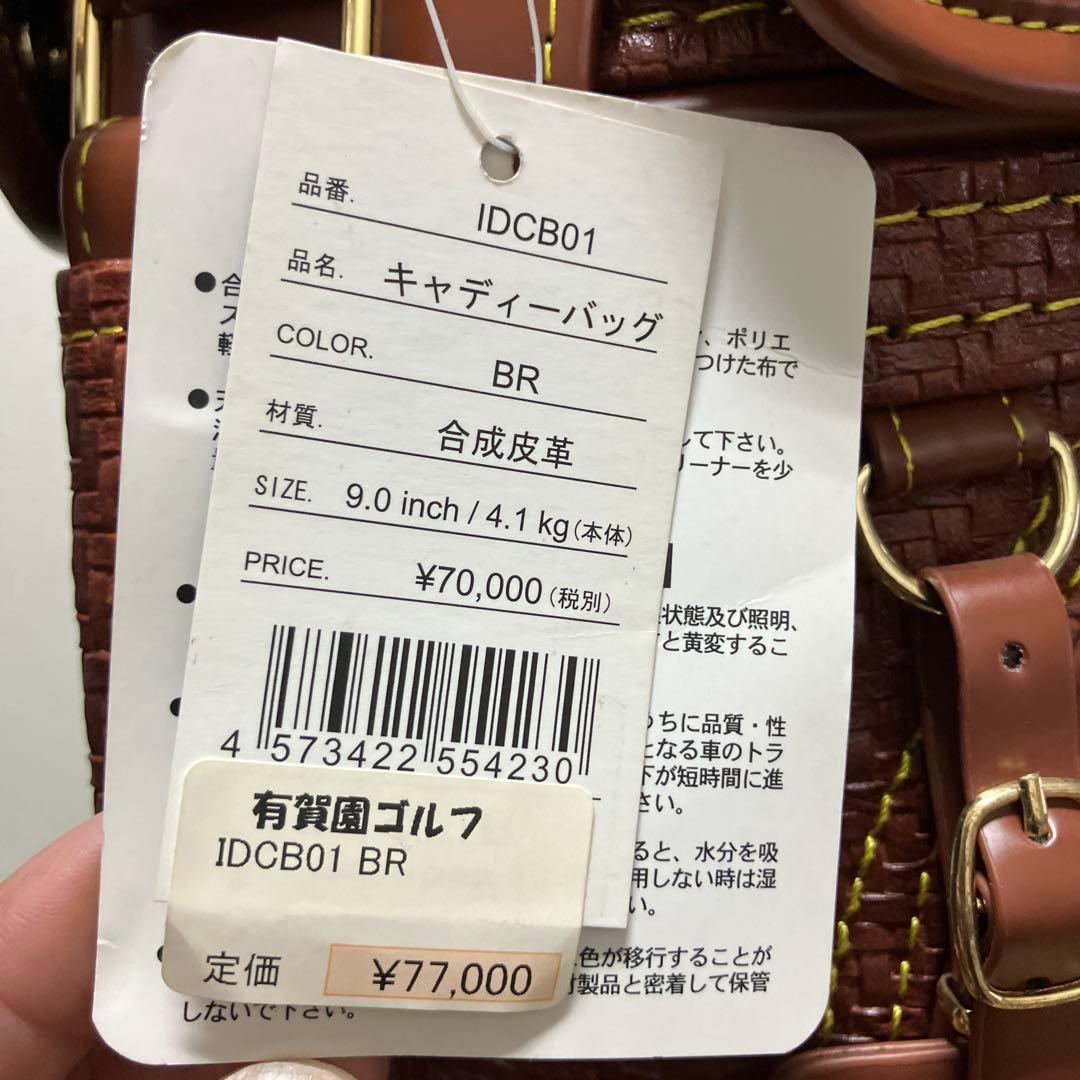 品番. IDCB01
品名. キャディーバッグ
COLOR. BR
材質. 合成皮革
SIZE. 9.0 inch / 4.1 kg(本体)
PRICE. ¥70,000(税別)
4 573422 554230
有賀園ゴルフ
IDCB01 BR
定価 ¥77,000
●合
、ポリエ
つけた布で
して下さい。
リーナーを少
状態及び照明、
と黄変するこ
ちに品質・性
となる車のトラ
下が短時間に進
さい。
ると、水分を吸
用しない時は湿
い。
色が移行することが
製品と密着して保管
しないで下さい。